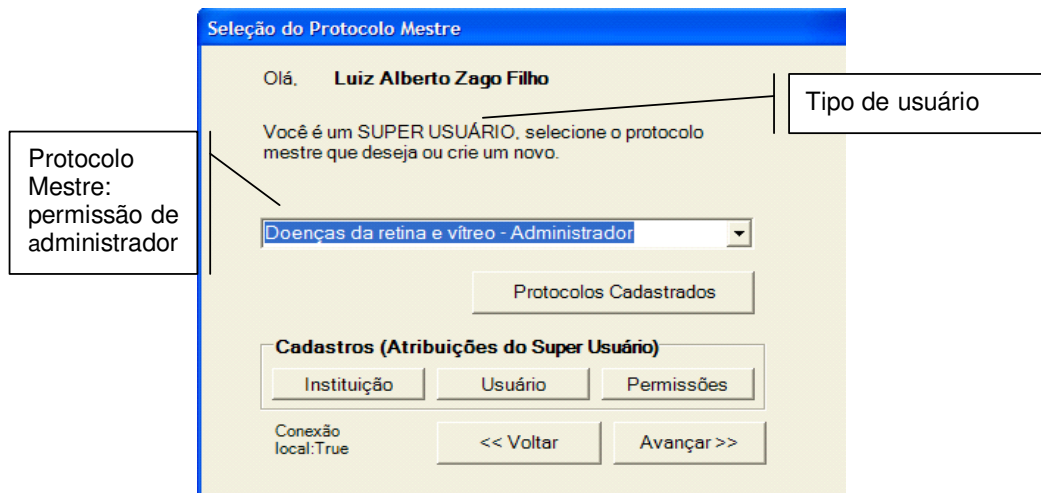 Seleção do Protocolo Mestre
Olá, Luiz Alberto Zago Filho
Tipo de usuário
Você é um SUPER USUÁRIO, selecione o protocolo
mestre que deseja ou crie um novo.
Protocolo
Mestre:
permissão de
administrador
Doenças da retina e vítreo - Administrador
Protocolos Cadastrados
Cadastros (Atribuições do Super Usuário)
Instituição Usuário Permissões
Conexão
local:True
<< Voltar Avançar >>